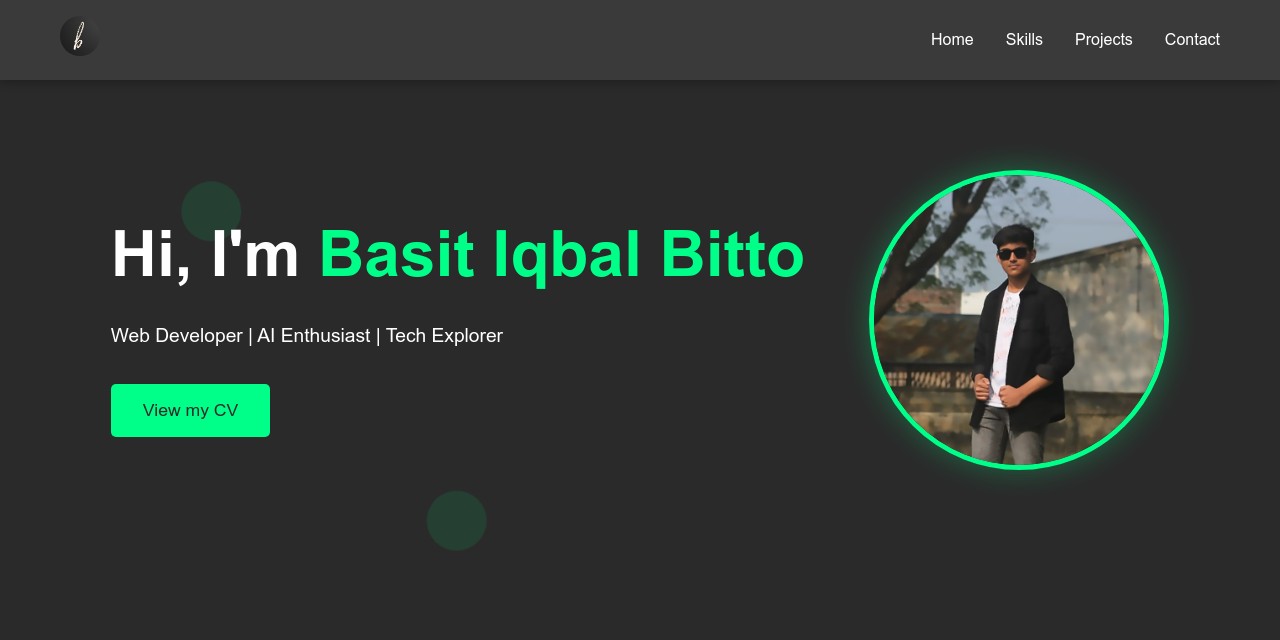 b
Home Skills Projects Contact
Hi, I'm Basit Iqbal Bitto
Web Developer | AI Enthusiast | Tech Explorer
View my CV